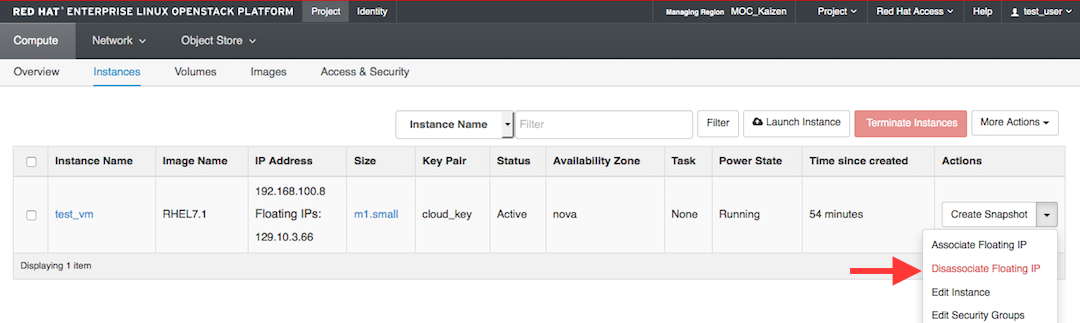 RED HAT ENTERPRISE LINUX OPENSTACK PLATFORM Project Identity Managing Region MOC_Kaizen Project Red Hat Access Help test_user
Compute Network Object Store
Overview Instances Volumes Images Access & Security
Instance Name Filter Filter Launch Instance Terminate Instances More Actions
Instance Name Image Name IP Address Size Key Pair Status Availability Zone Task Power State Time since created Actions
192.168.100.8
test_vm RHEL7.1 Floating IPs: m1.small cloud_key Active nova None Running 54 minutes Create Snapshot
129.10.3.66
Associate Floating IP
Displaying 1 item
Disassociate Floating IP
Edit Instance
Edit Security Groups